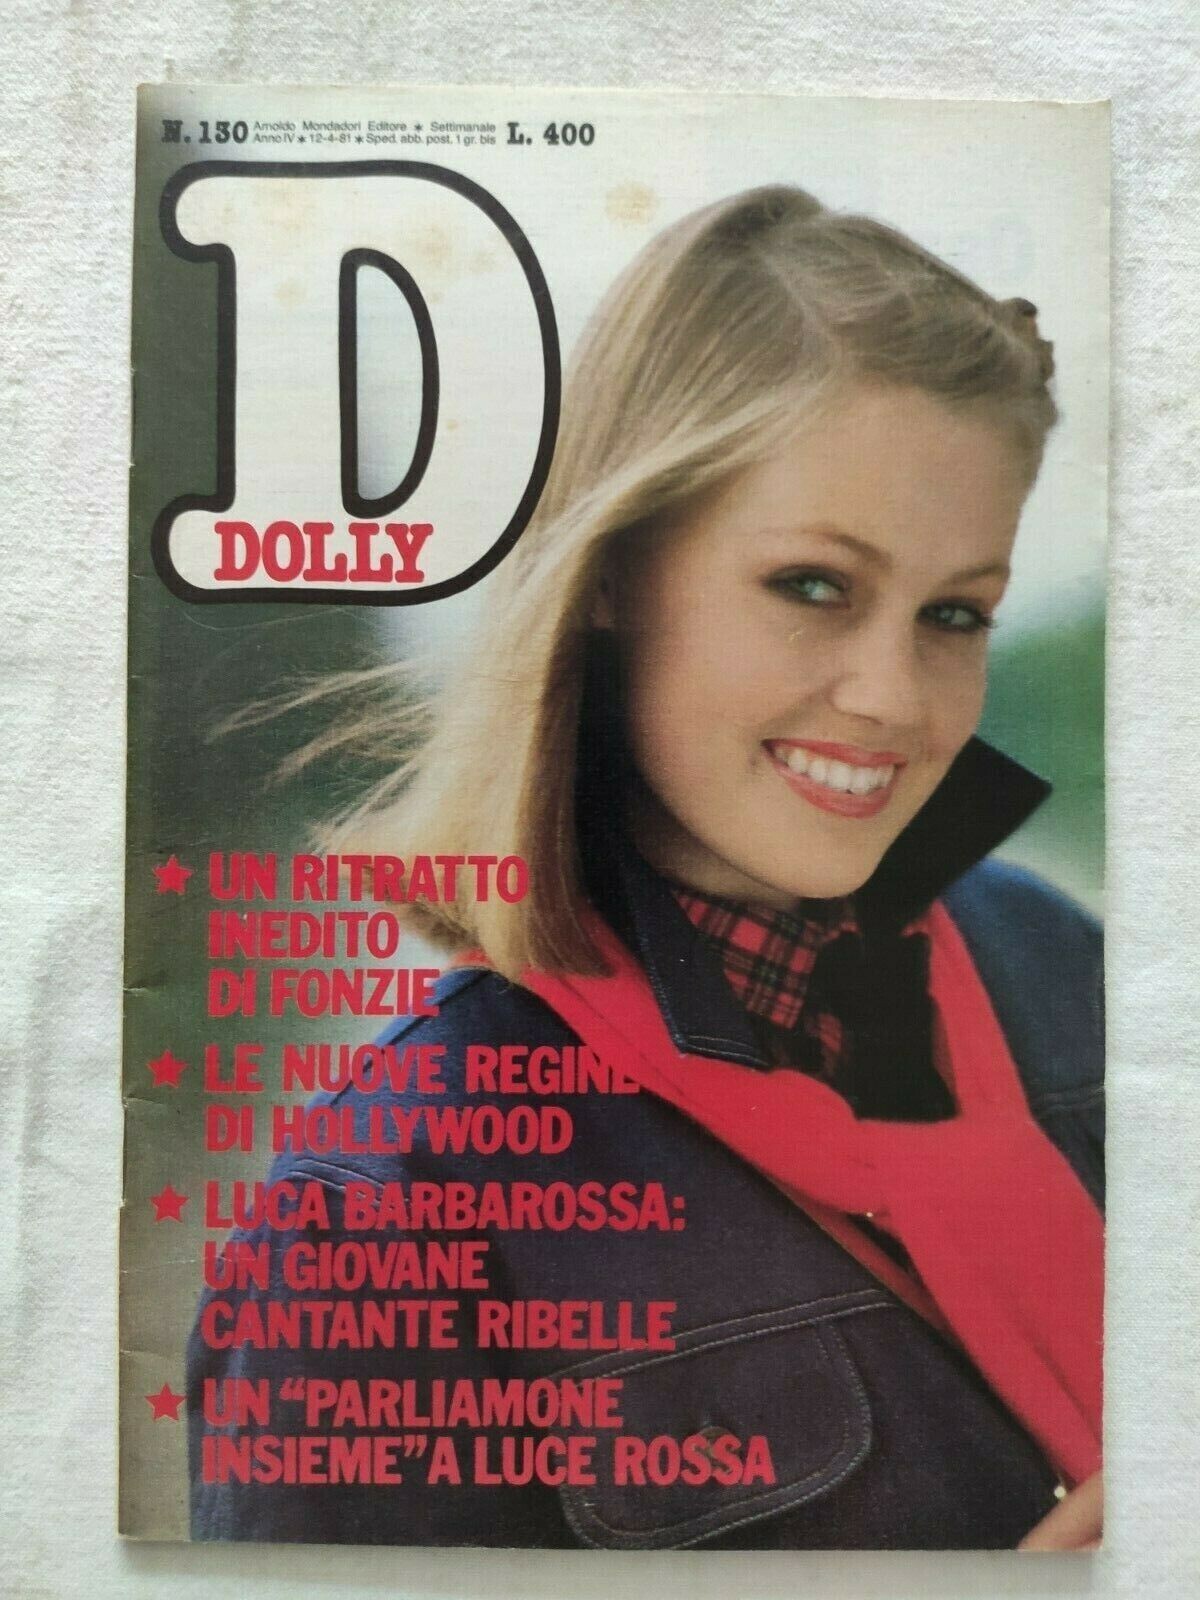 N. 130 Arnoldo Mondadori Editore ★ Settimanale L. 400
Anno IV ★ 12-4-81 ★ Sped. abb. post. 1 gr. bis
D
DOLLY
★ UN RITRATTO
INEDITO
DI FONZIE
★ LE NUOVE REGINE
DI HOLLYWOOD
★ LUCA BARBAROSSA:
UN GIOVANE
CANTANTE RIBELLE
★ UN “PARLIAMONE
INSIEME” A LUCE ROSSA